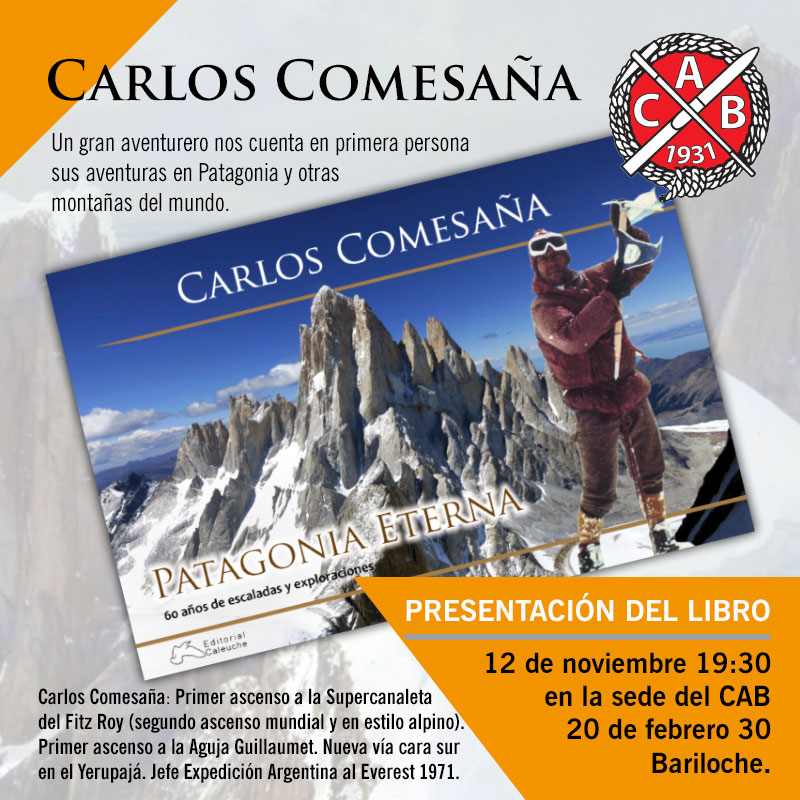 CARLOS COMESAÑA
Un gran aventurero nos cuenta en primera persona
sus aventuras en Patagonia y otras
montañas del mundo.
C A B
1931
CARLOS COMESAÑA
PATAGONIA ETERNA
60 años de escaladas y exploraciones
Editorial
Caleuche
PRESENTACIÓN DEL LIBRO
12 de noviembre 19:30
en la sede del CAB
20 de febrero 30
Bariloche.
Carlos Comesaña: Primer ascenso a la Supercanaleta
del Fitz Roy (segundo ascenso mundial y en estilo alpino).
Primer ascenso a la Aguja Guillaumet. Nueva vía cara sur
en el Yerupajá. Jefe Expedición Argentina al Everest 1971.